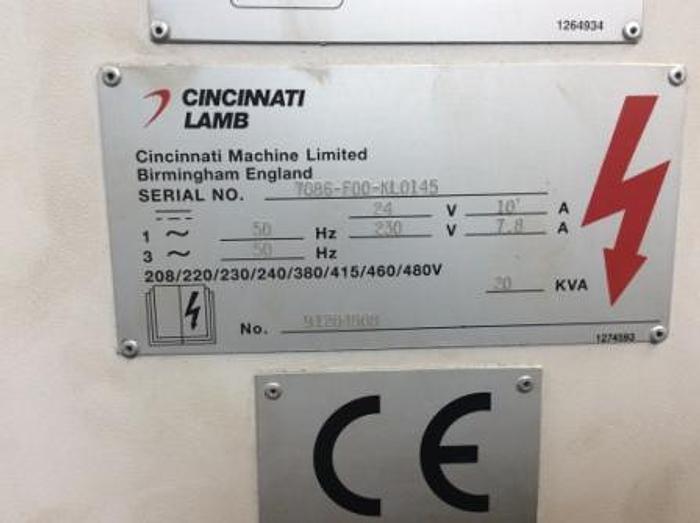 1264934
CINCINNATI
LAMB
Cincinnati Machine Limited
Birmingham England
SERIAL NO. 7086-F00-KL0145
24 V 10 A
1 ~ 50 Hz 230 V 7.8 A
3 ~ 50 Hz
208/220/230/240/380/415/460/480V
20 KVA
No.
1274593
CE